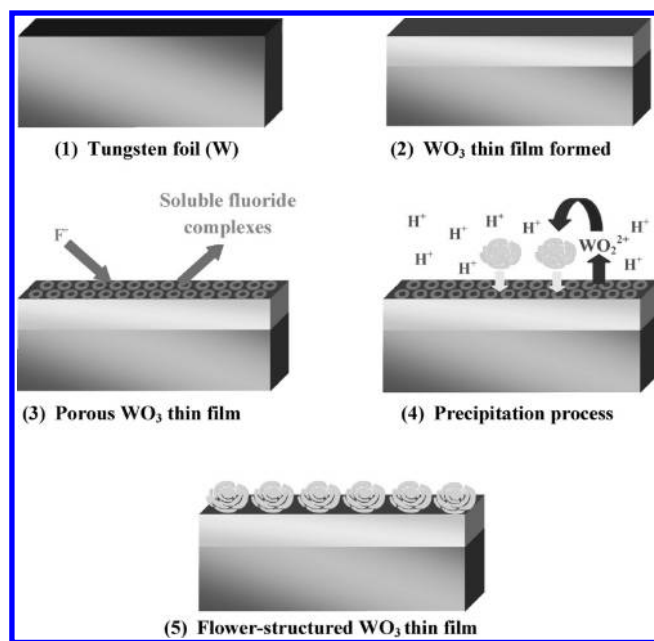 (1) Tungsten foil (W)
(2) WO₃ thin film formed
F⁻
Soluble fluoride
complexes
(3) Porous WO₃ thin film
H⁺ H⁺ H⁺ H⁺ H⁺
WO₂²⁺
H⁺ H⁺ H⁺
(4) Precipitation process
(5) Flower-structured WO₃ thin film